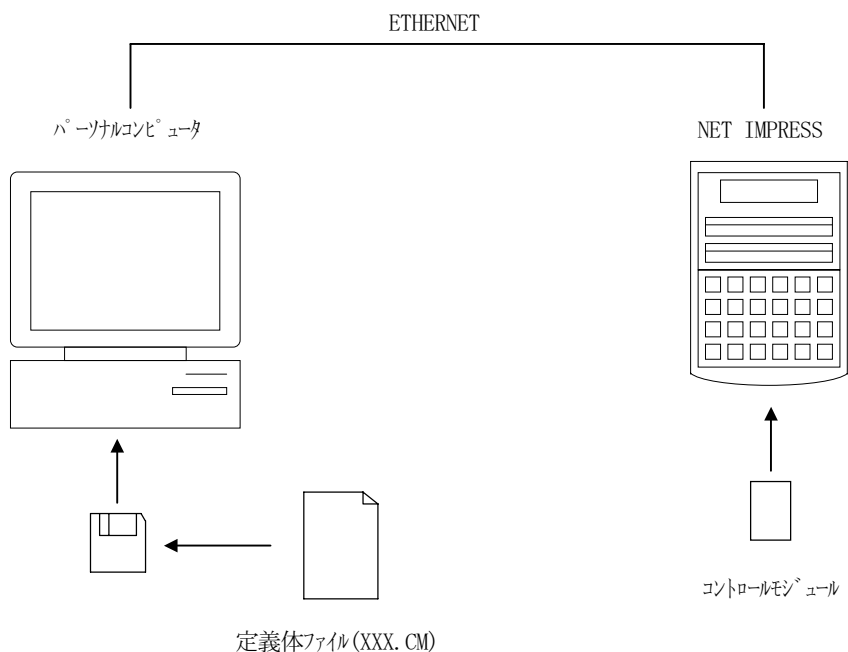 ETHERNET
ﾊﾟｰｿﾅﾙｺﾝﾋﾟｭｰﾀ
NET IMPRESS
ｺﾝﾄﾛｰﾙﾓｼﾞｭｰﾙ
定義体ﾌｧｲﾙ(XXX.CM)